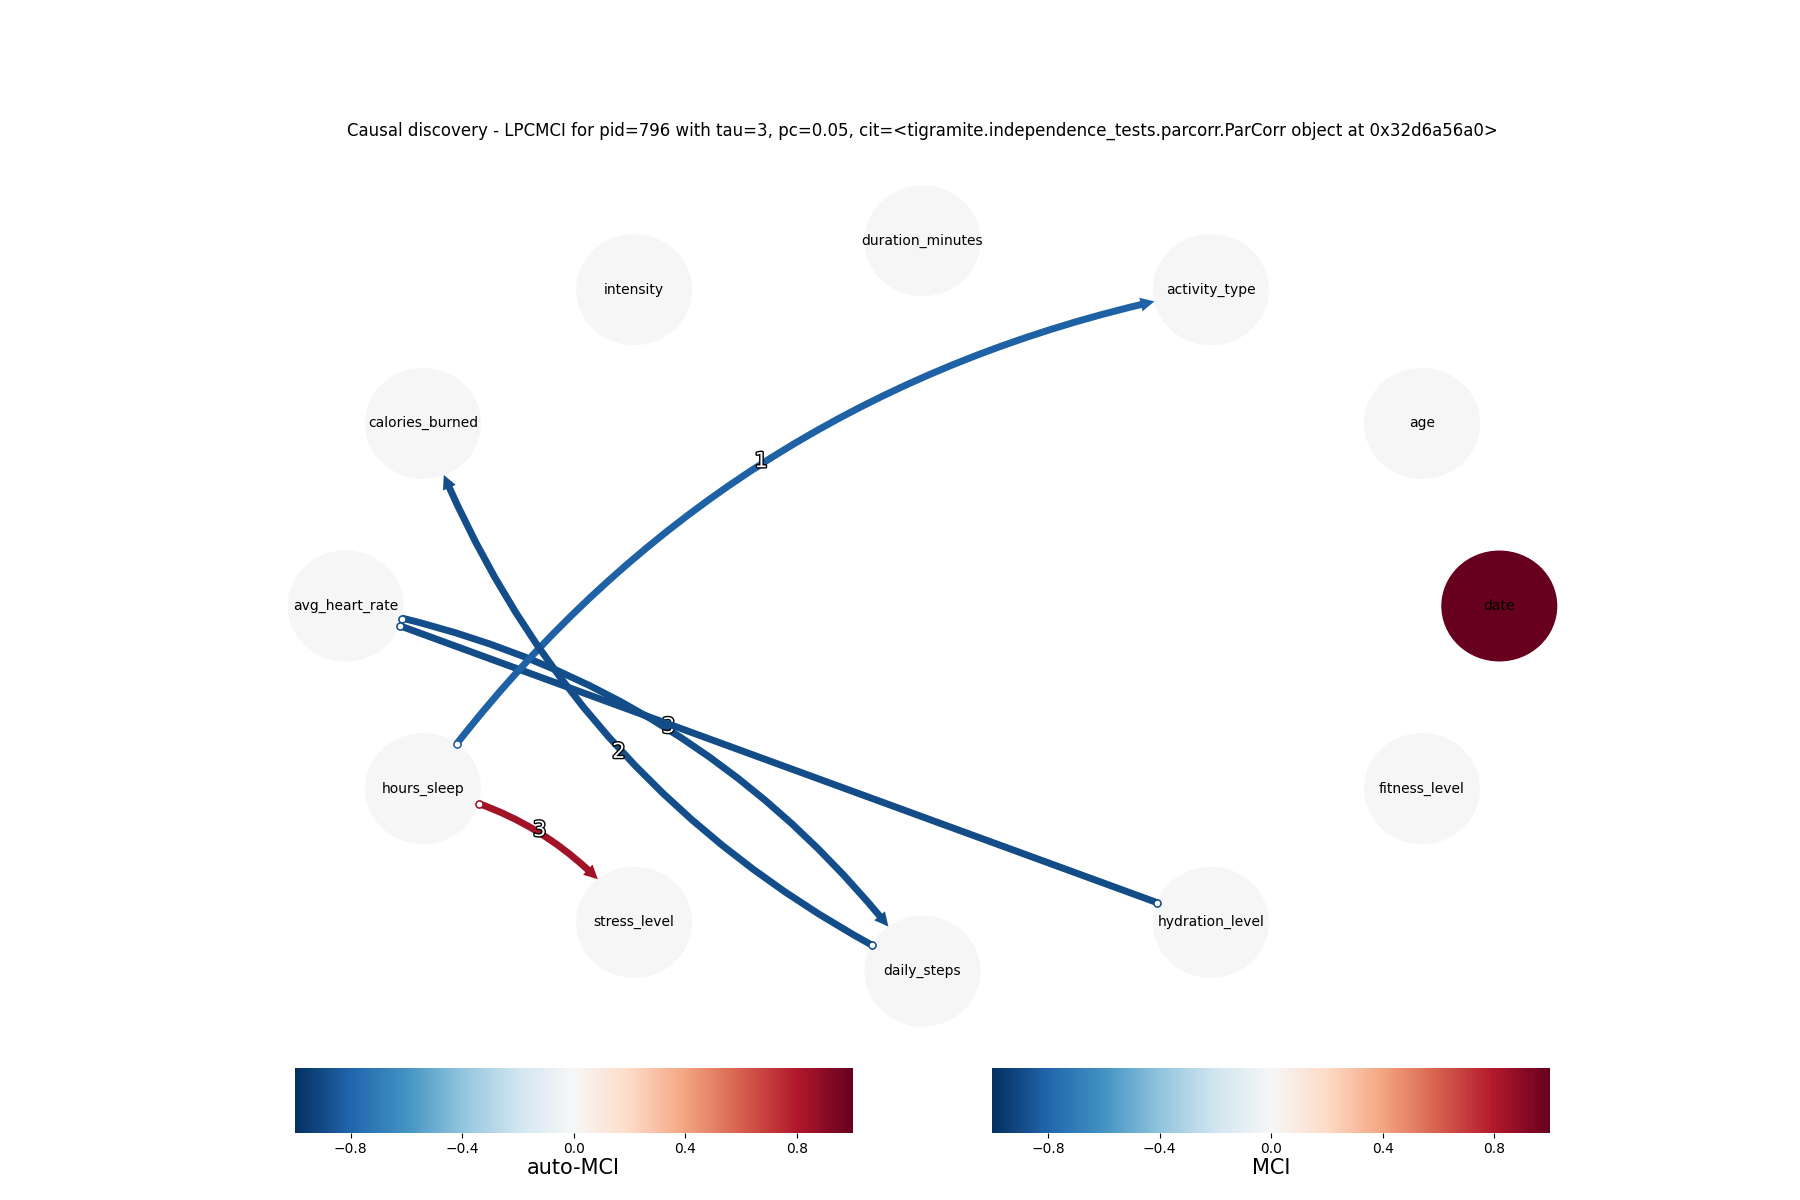 Causal discovery - LPCMCI for pid=796 with tau=3, pc=0.05, cit=<tigramite.independence_tests.parcorr.ParCorr object at 0x32d6a56a0>
duration_minutes
intensity
activity_type
calories_burned
age
1
avg_heart_rate
date
3
2
hours_sleep
fitness_level
3
stress_level
hydration_level
daily_steps
−0.8 −0.4 0.0 0.4 0.8
auto-MCI
−0.8 −0.4 0.0 0.4 0.8
MCI